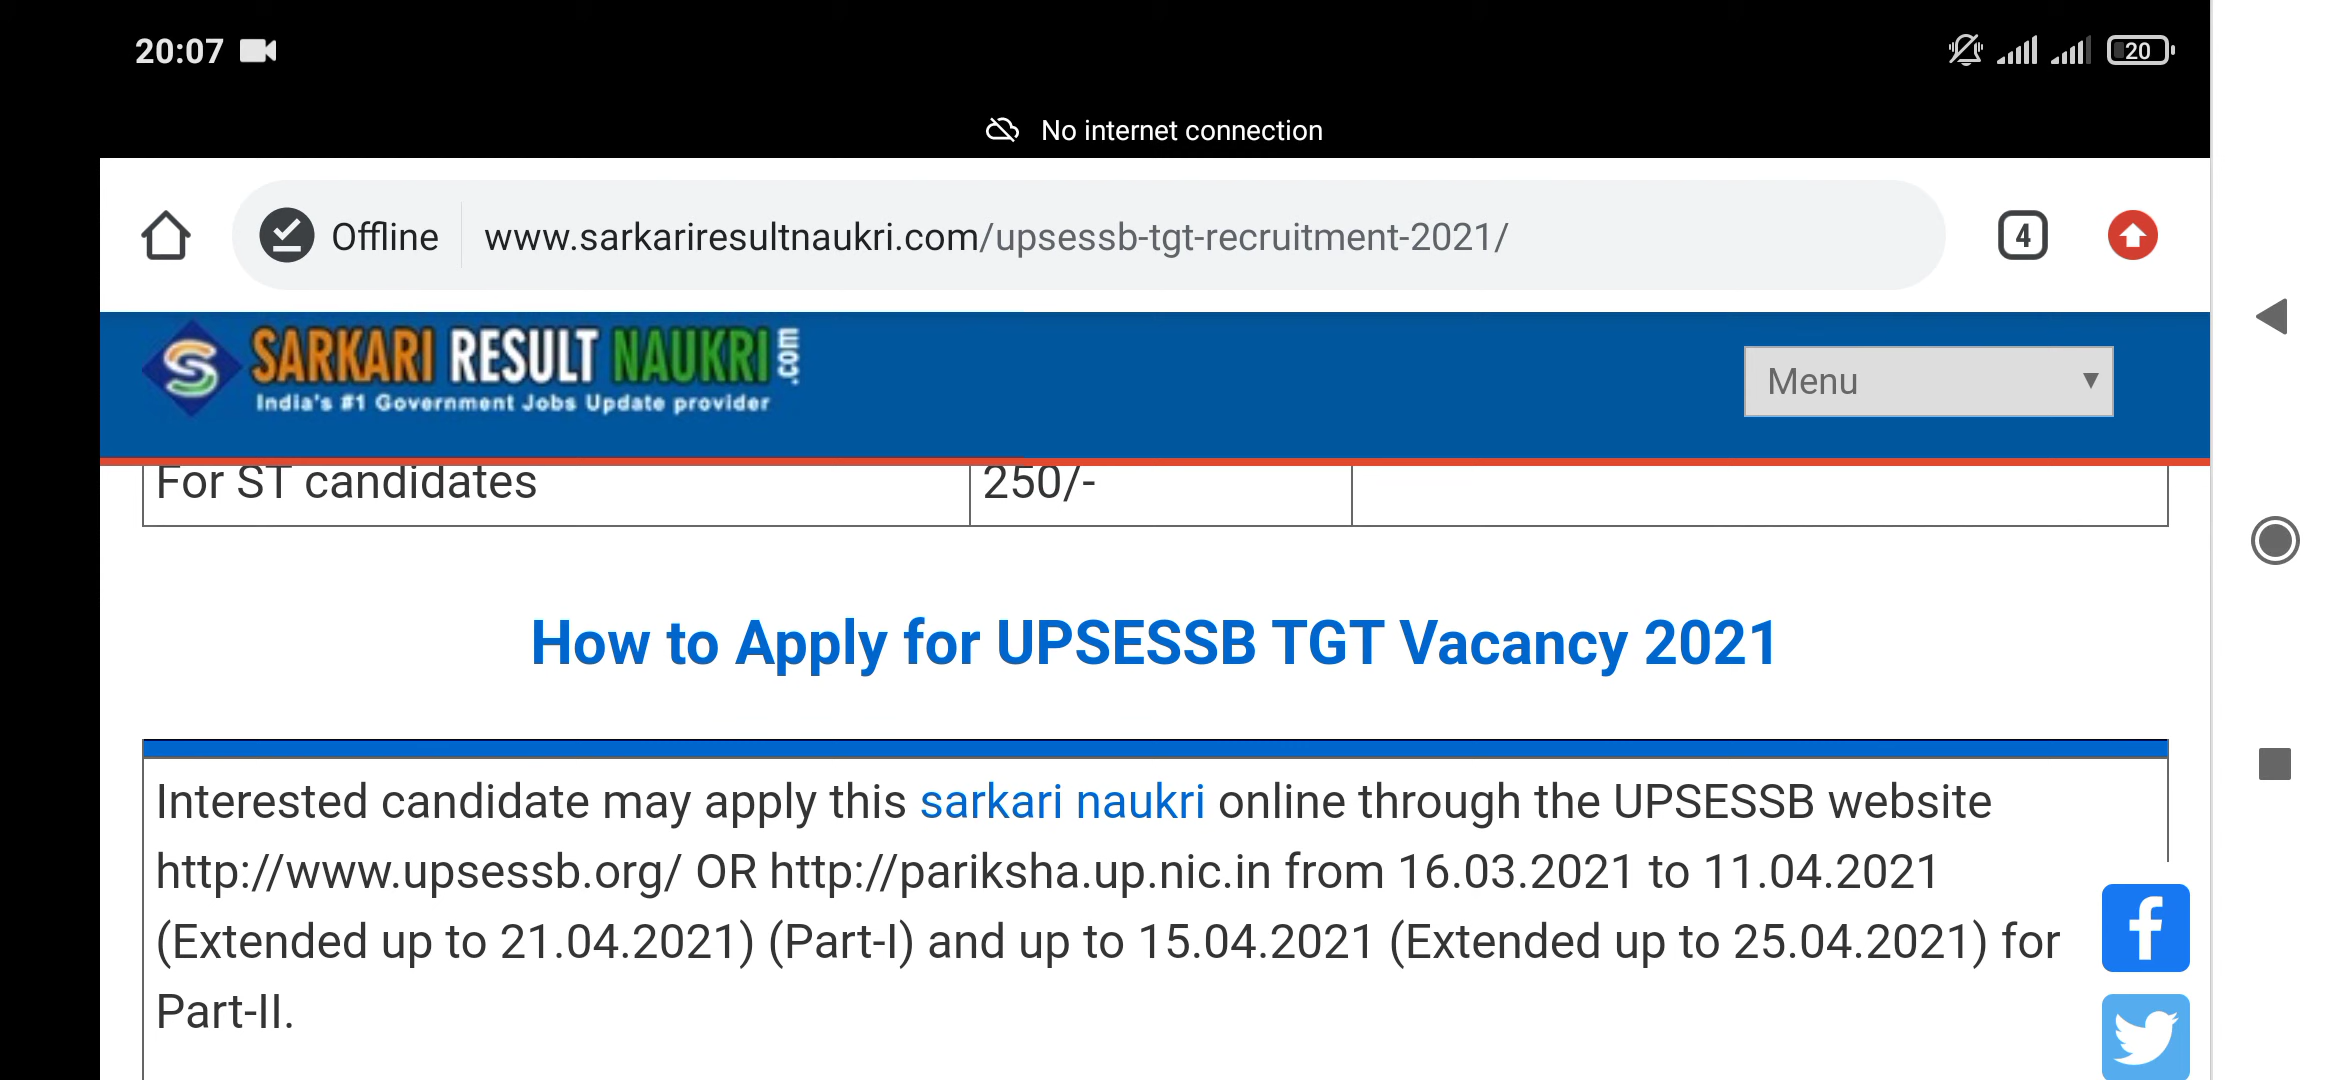 20:07
20
No internet connection
Offline www.sarkariresultnaukri.com/upsessb-tgt-recruitment-2021/
4
SARKARI RESULT NAUKRI .com
India's #1 Government Jobs Update provider
Menu
For ST candidates 250/-
How to Apply for UPSESSB TGT Vacancy 2021
Interested candidate may apply this sarkari naukri online through the UPSESSB website
http://www.upsessb.org/ OR http://pariksha.up.nic.in from 16.03.2021 to 11.04.2021
(Extended up to 21.04.2021) (Part-I) and up to 15.04.2021 (Extended up to 25.04.2021) for
Part-II.